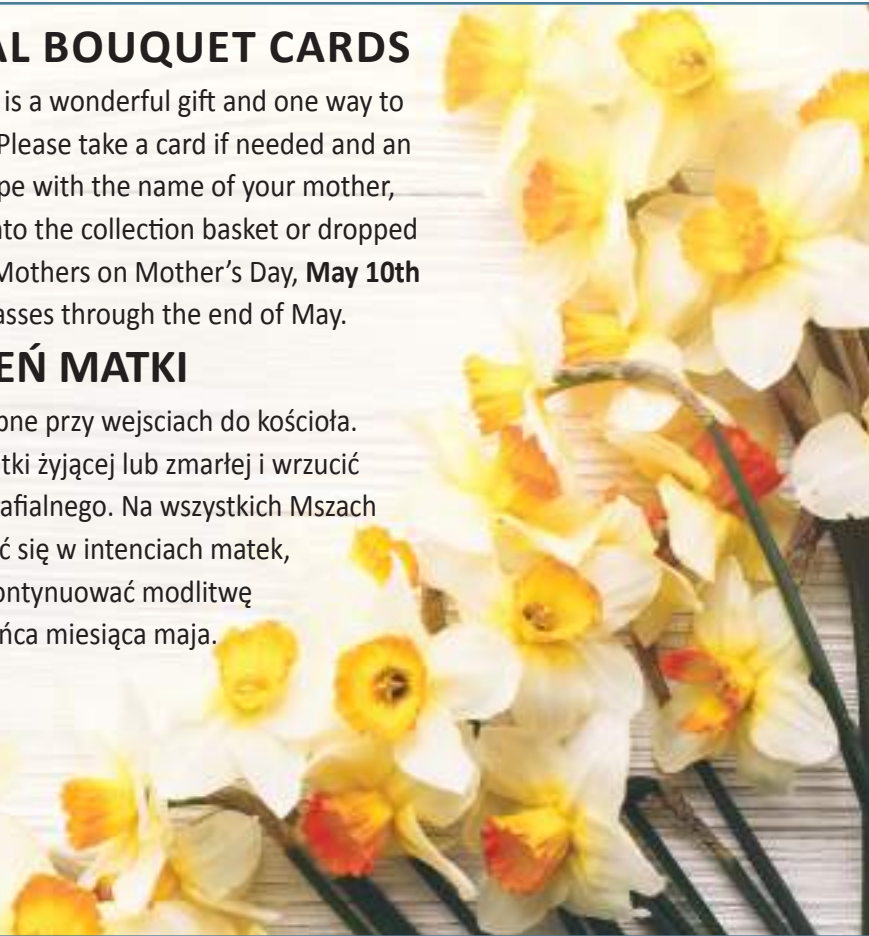 AL BOUQUET CARDS
is a wonderful gift and one way to
Please take a card if needed and an
pe with the name of your mother,
nto the collection basket or dropped
Mothers on Mother's Day, May 10th
asses through the end of May.
EŃ MATKI
pne przy wejsciach do kościoła.
tki żyjącej lub zmarłej i wrzucić
afialnego. Na wszystkich Mszach
ć się w intenciach matek,
ontynuować modlitwę
ńca miesiąca maja.